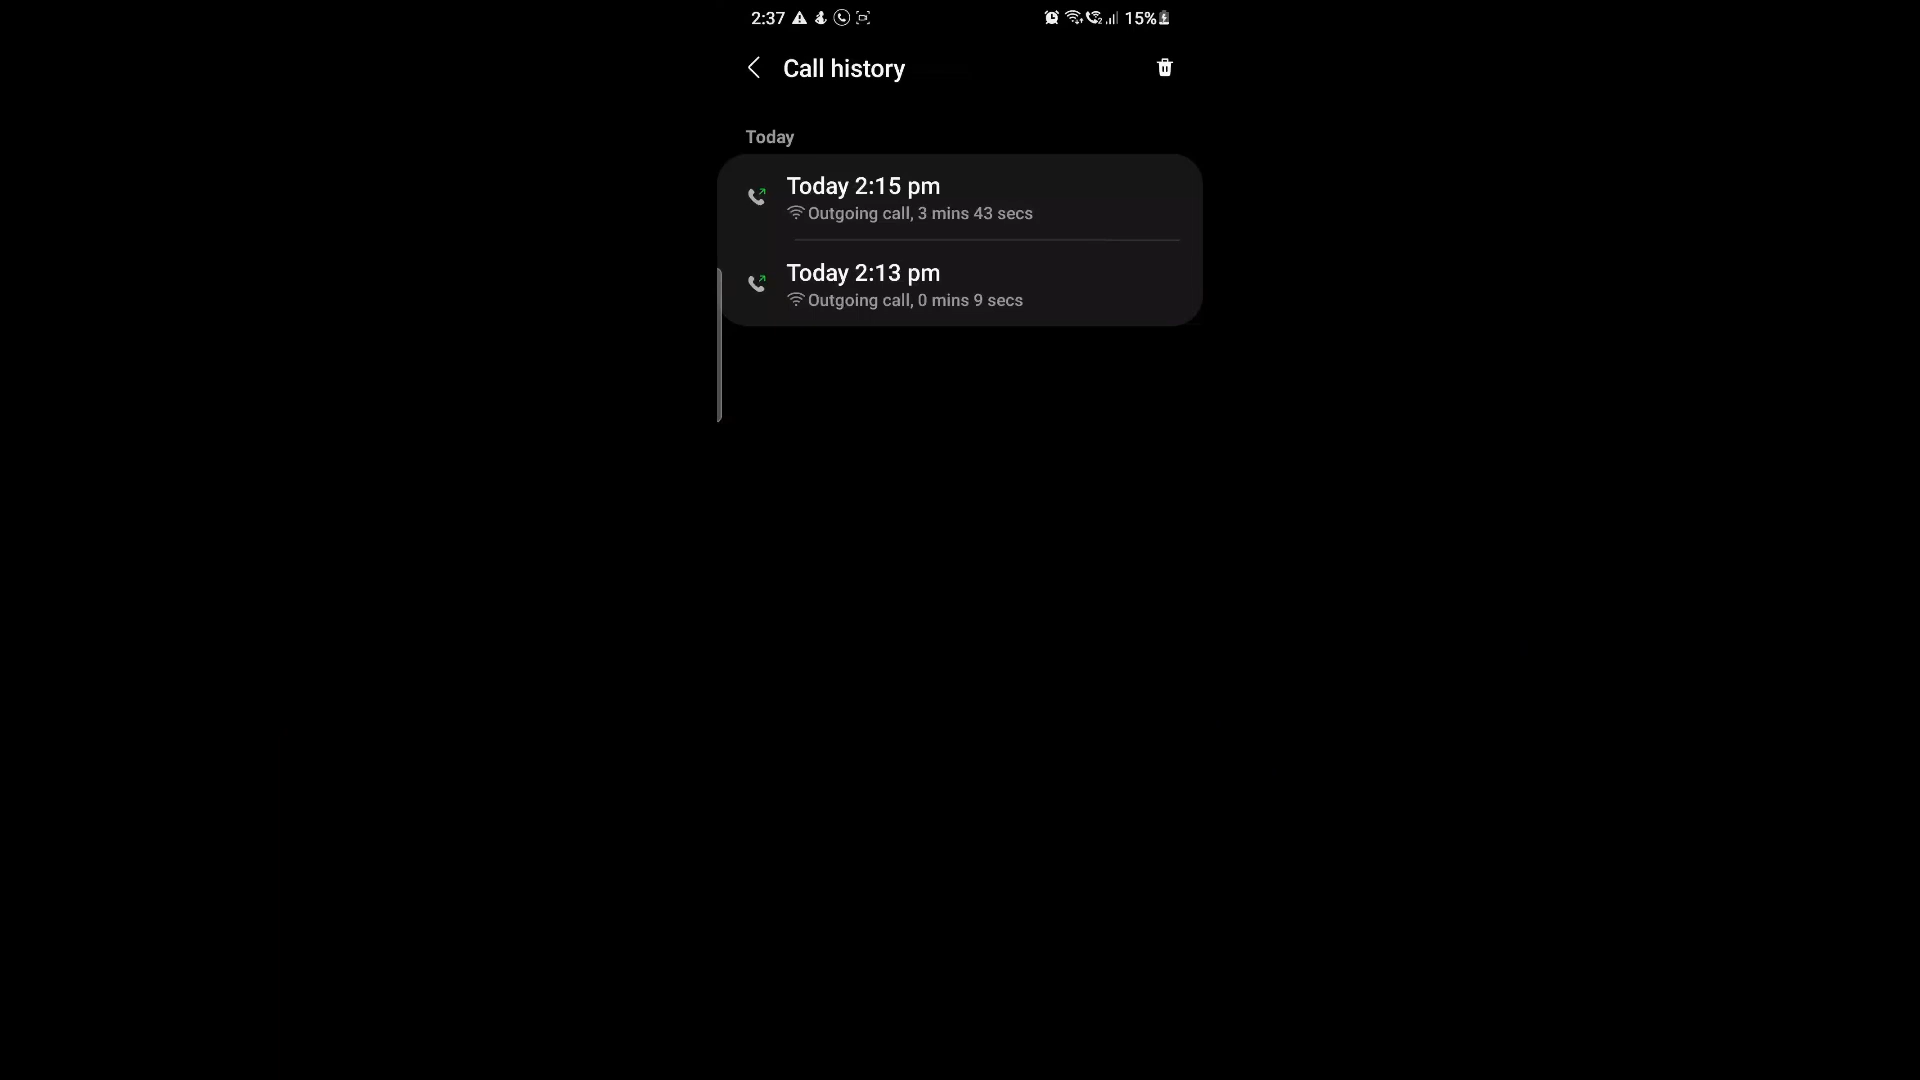 2:37
15%
Call history
Today
Today 2:15 pm
Outgoing call, 3 mins 43 secs
Today 2:13 pm
Outgoing call, 0 mins 9 secs